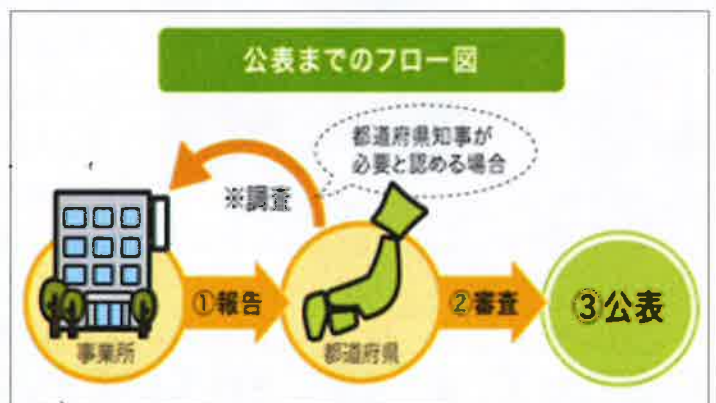 公表までのフロー図
都道府県知事が
必要と認める場合
※調査
①報告
②審査
③公表
事業所
都道府県